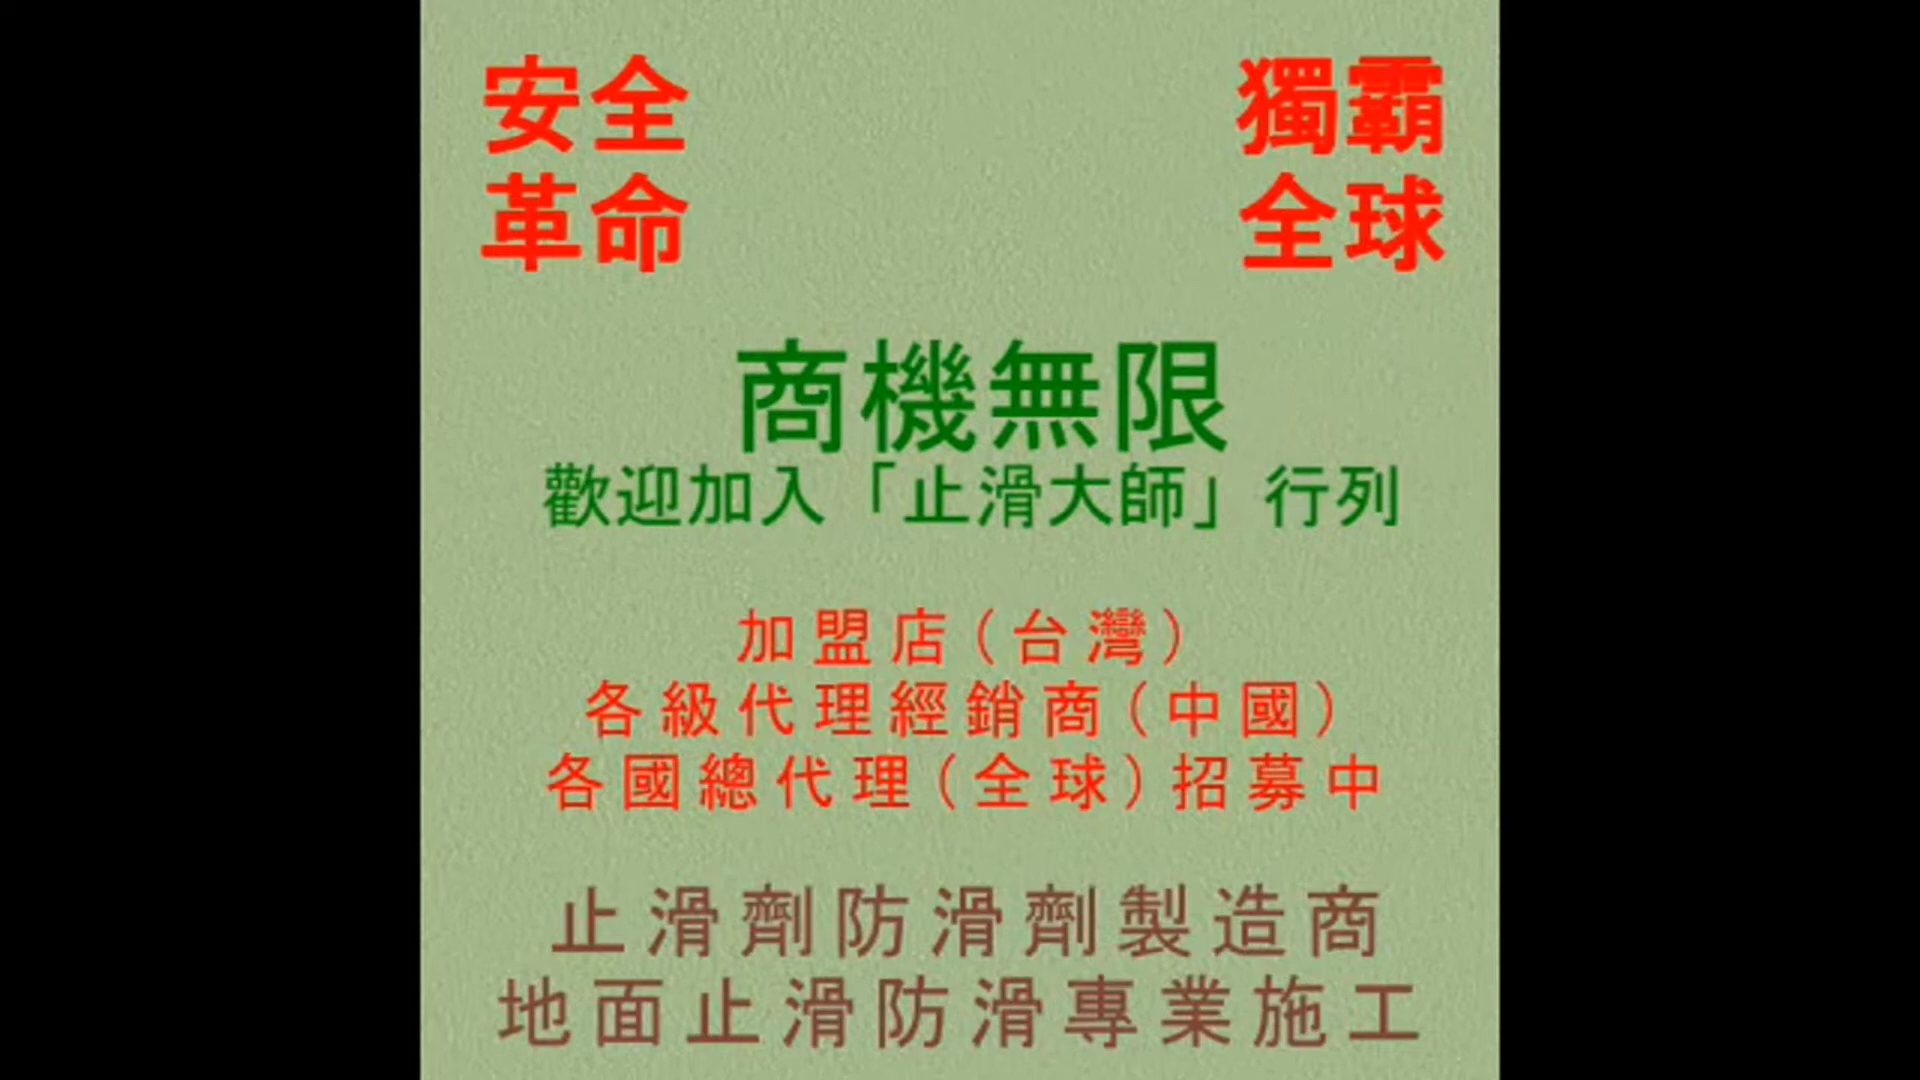 安全 獨霸
革命 全球
商機無限
歡迎加入「止滑大師」行列
加盟店(台灣)
各級代理經銷商(中國)
各國總代理(全球)招募中
止滑劑防滑劑製造商
地面止滑防滑專業施工